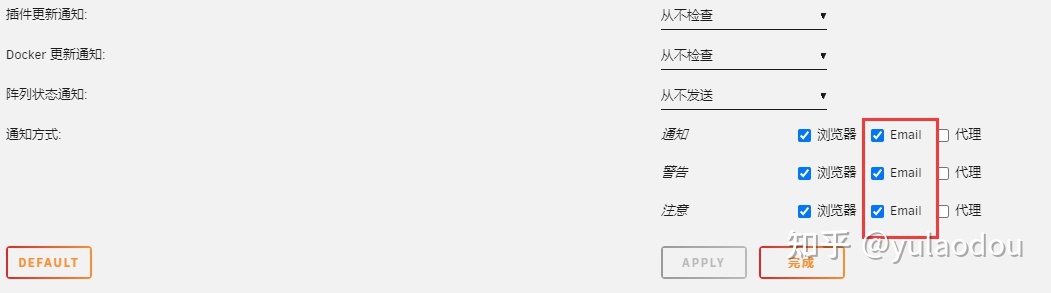 插件更新通知: 从不检查
Docker 更新通知: 从不检查
阵列状态通知: 从不发送
通知方式: 通知 浏览器 Email 代理
警告 浏览器 Email 代理
注意 浏览器 Email 代理
DEFAULT APPLY 完成
知乎 @yulaodou